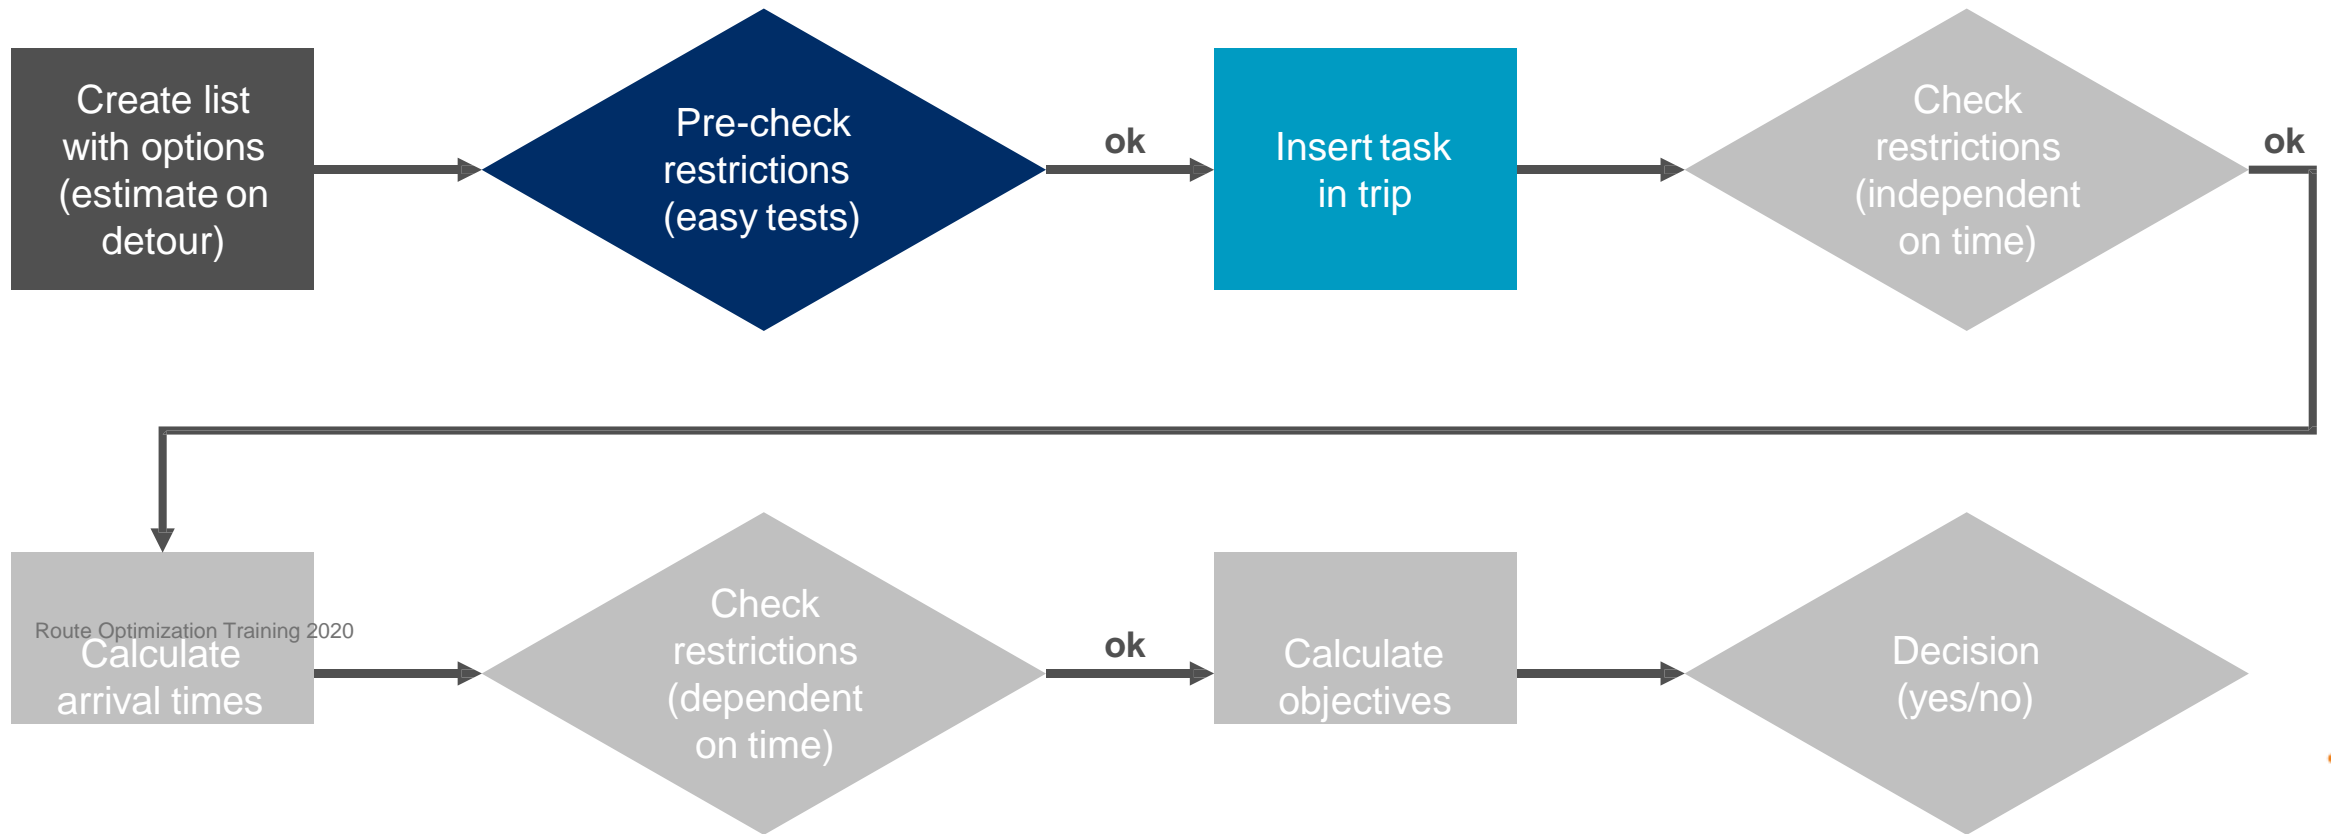 Create list
with options
(estimate on
detour)
Pre-check
restrictions
(easy tests)
ok
Insert task
in trip
Check
restrictions
(independent
on time)
ok
Route Optimization Training 2020
Calculate
arrival times
Check
restrictions
(dependent
on time)
ok
Calculate
objectives
Decision
(yes/no)